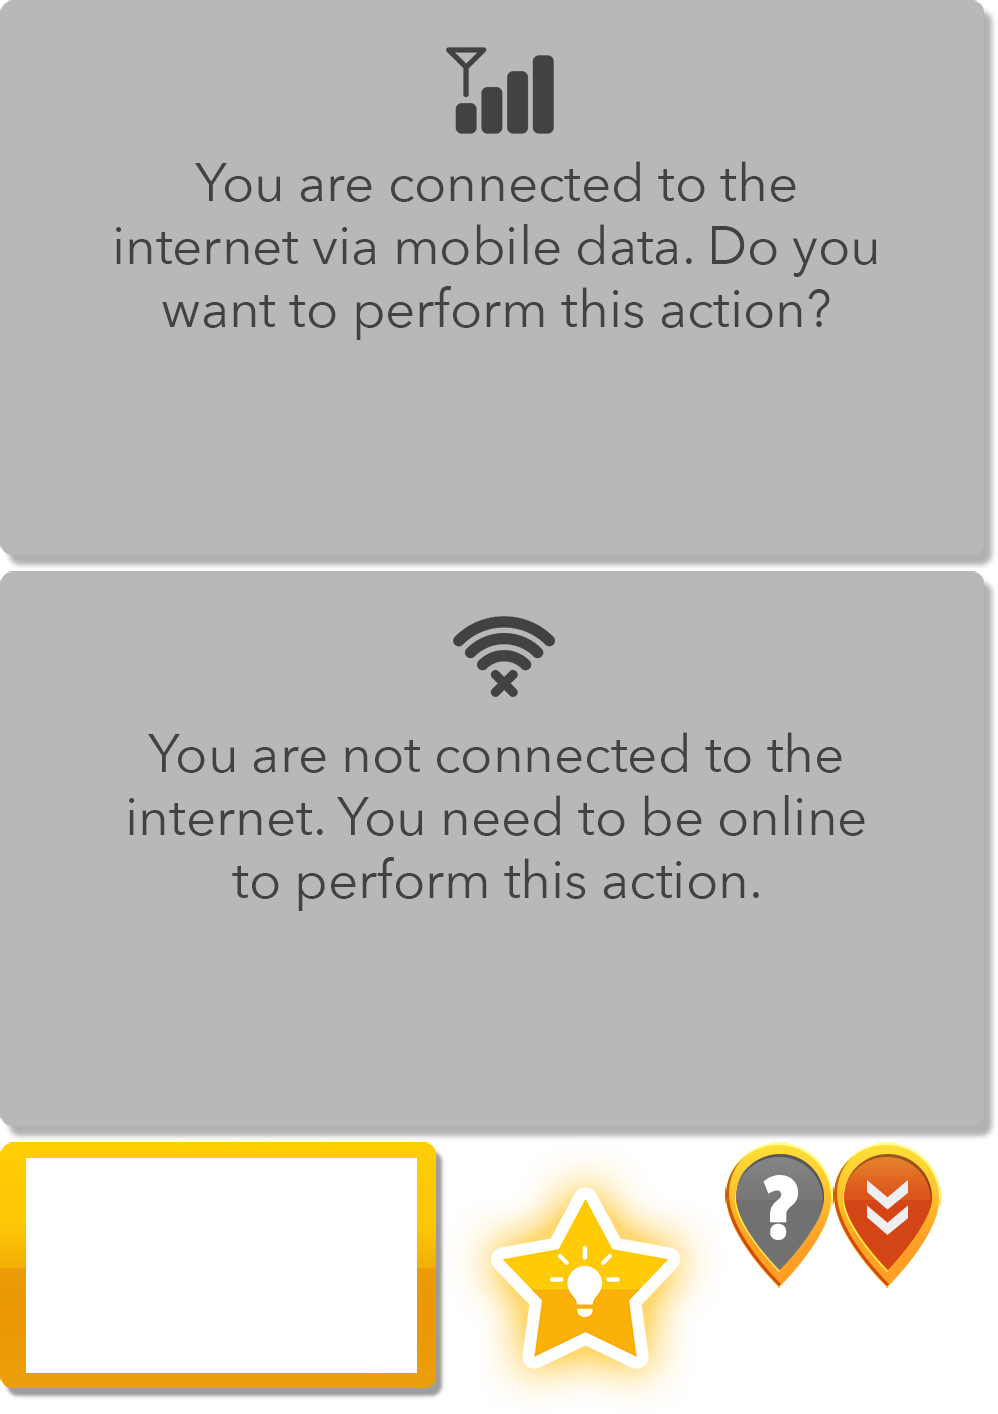 You are connected to the
internet via mobile data. Do you
want to perform this action?
You are not connected to the
internet. You need to be online
to perform this action.
?